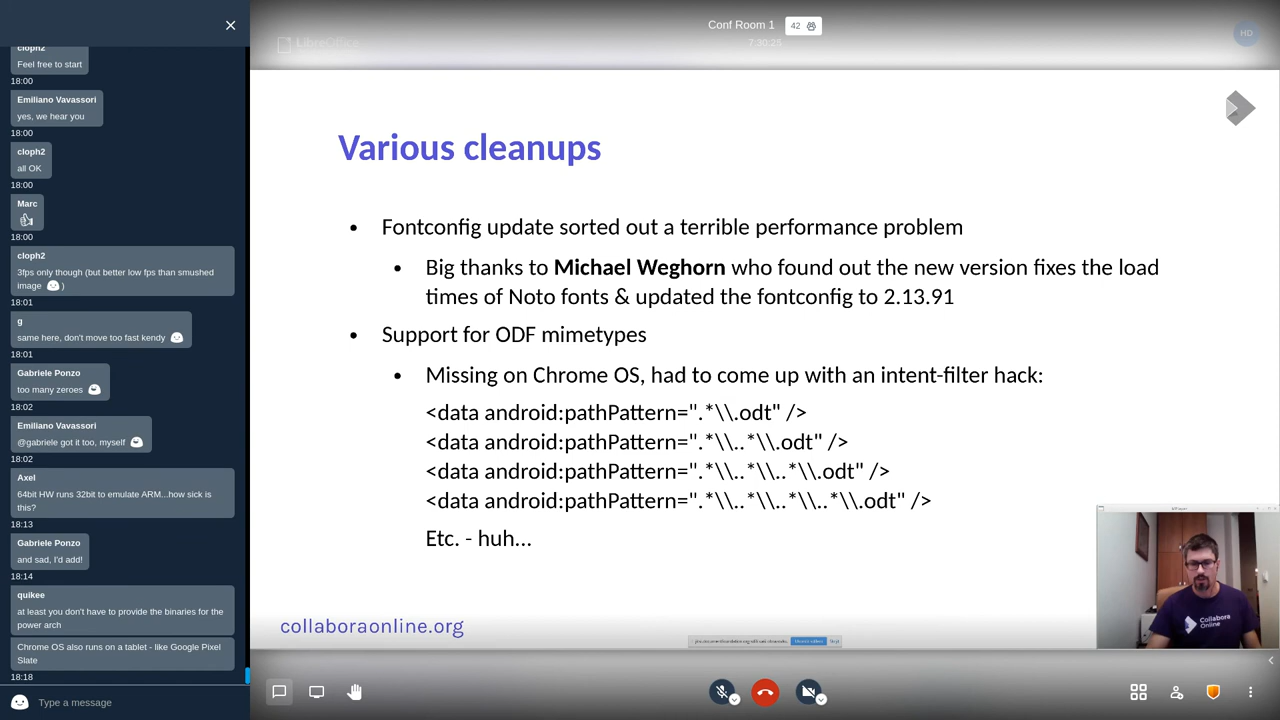 cloph2
Feel free to start
18:00
Emiliano Vavassori
yes, we hear you
18:00
cloph2
all OK
18:00
Marc
18:00
cloph2
3fps only though (but better low fps than smushed
image )
18:01
g
same here, don't move too fast kendy
18:01
Gabriele Ponzo
too many zeroes
18:02
Emiliano Vavassori
@gabriele got it too, myself
18:02
Axel
64bit HW runs 32bit to emulate ARM...how sick is
this?
18:13
Gabriele Ponzo
and sad, I'd add!
18:14
quikee
at least you don't have to provide the binaries for the
power arch
Chrome OS also runs on a tablet - like Google Pixel
Slate
18:18
Type a message
Conf Room 1 42
7:30:25
LibreOffice
HD
Various cleanups
• Fontconfig update sorted out a terrible performance problem
• Big thanks to Michael Weghorn who found out the new version fixes the load
times of Noto fonts & updated the fontconfig to 2.13.91
• Support for ODF mimetypes
• Missing on Chrome OS, had to come up with an intent-filter hack:
<data android:pathPattern=".*\\.odt" />
<data android:pathPattern=".*\\..*\\.odt" />
<data android:pathPattern=".*\\..*\\..*\\.odt" />
<data android:pathPattern=".*\\..*\\..*\\..*\\.odt" />
Etc. - huh...
collaboraonline.org
Collabora
Online